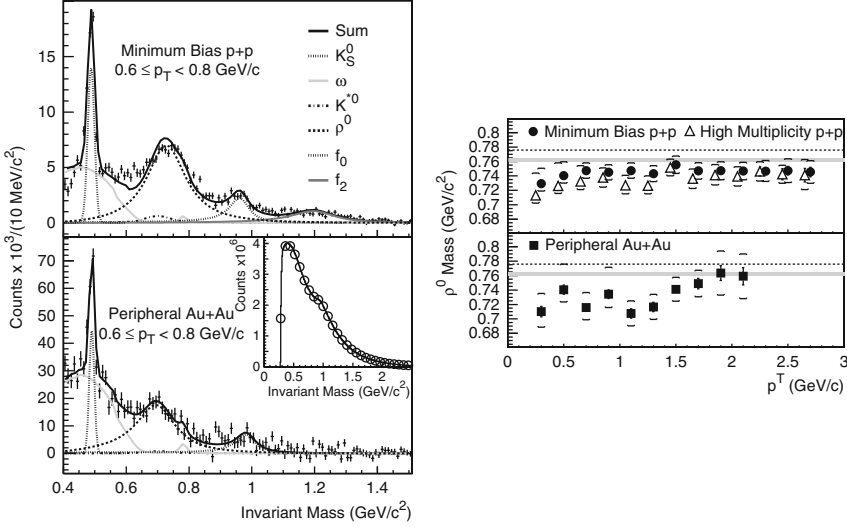 Minimum Bias p+p
0.6 ≤ p_T < 0.8 GeV/c
Sum
K_S^0
ω
K^*0
ρ^0
f_0
f_2
15
10
5
0
Counts x 10^3/(10 MeV/c^2)
70
60
50
40
30
20
10
0
Peripheral Au+Au
0.6 ≤ p_T < 0.8 GeV/c
Counts x10^6
4
3
2
1
0
0 0.5 1 1.5 2
Invariant Mass (GeV/c^2)
0.4 0.6 0.8 1 1.2 1.4
Invariant Mass (GeV/c^2)
Minimum Bias p+p
High Multiplicity p+p
0.8
0.78
0.76
0.74
0.72
0.7
0.68
ρ^0 Mass (GeV/c^2)
Peripheral Au+Au
0.8
0.78
0.76
0.74
0.72
0.7
0.68
0 0.5 1 1.5 2 2.5 3
p^T (GeV/c)